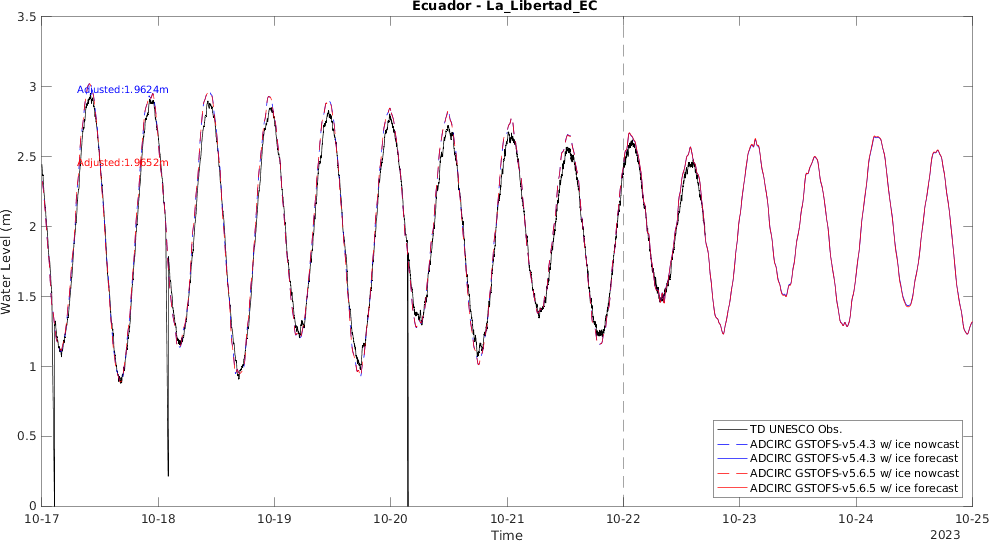 Ecuador - La_Libertad_EC
3.5
3
2.5
2
1.5
1
0.5
0
Water Level (m)
Adjusted:1.9624m
Adjusted:1.9652m
TD UNESCO Obs.
ADCIRC GSTOFS-v5.4.3 w/ ice nowcast
ADCIRC GSTOFS-v5.4.3 w/ ice forecast
ADCIRC GSTOFS-v5.6.5 w/ ice nowcast
ADCIRC GSTOFS-v5.6.5 w/ ice forecast
10-17 10-18 10-19 10-20 10-21 10-22 10-23 10-24 10-25
Time
2023